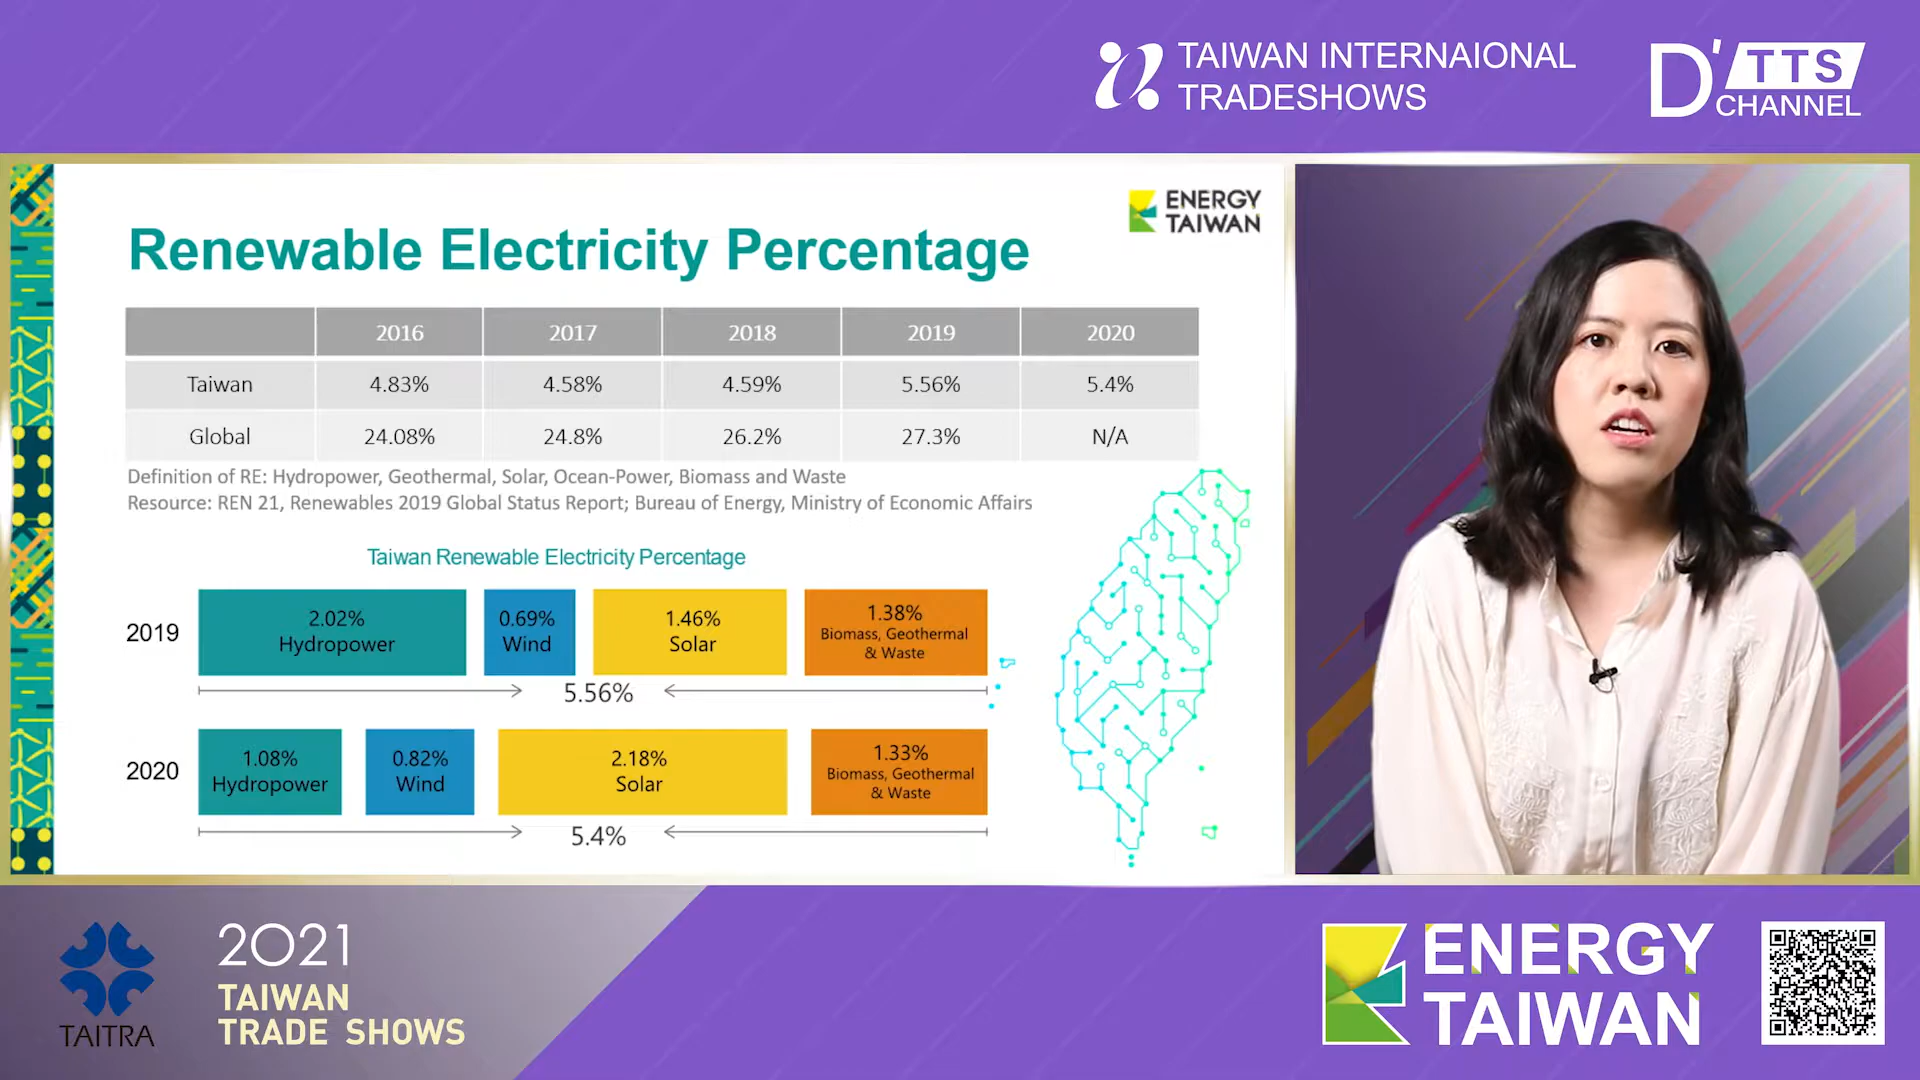 TAIWAN INTERNAIONAL
TRADESHOWS
D' TTS
CHANNEL
ENERGY
TAIWAN
Renewable Electricity Percentage
2016 2017 2018 2019 2020
Taiwan 4.83% 4.58% 4.59% 5.56% 5.4%
Global 24.08% 24.8% 26.2% 27.3% N/A
Definition of RE: Hydropower, Geothermal, Solar, Ocean-Power, Biomass and Waste
Resource: REN 21, Renewables 2019 Global Status Report; Bureau of Energy, Ministry of Economic Affairs
Taiwan Renewable Electricity Percentage
2019
2.02%
Hydropower
0.69%
Wind
1.46%
Solar
1.38%
Biomass, Geothermal
& Waste
5.56%
2020
1.08%
Hydropower
0.82%
Wind
2.18%
Solar
1.33%
Biomass, Geothermal
& Waste
5.4%
TAITRA
2021
TAIWAN
TRADE SHOWS
ENERGY
TAIWAN